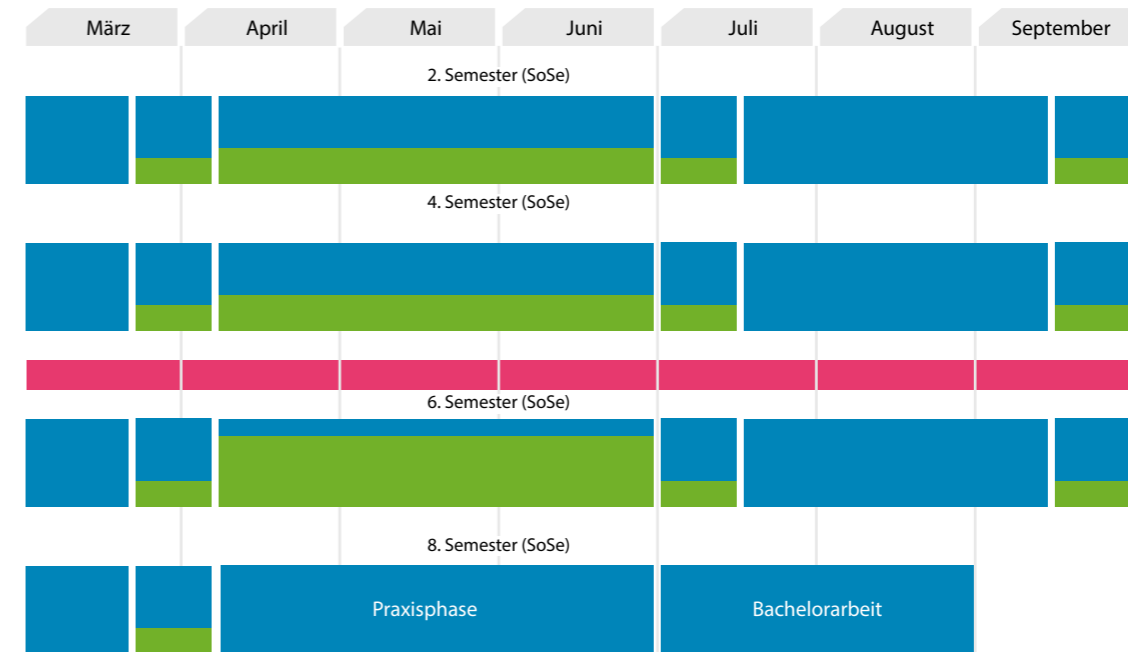 März April Mai Juni Juli August September
2. Semester (SoSe)
4. Semester (SoSe)
6. Semester (SoSe)
8. Semester (SoSe)
Praxisphase Bachelorarbeit